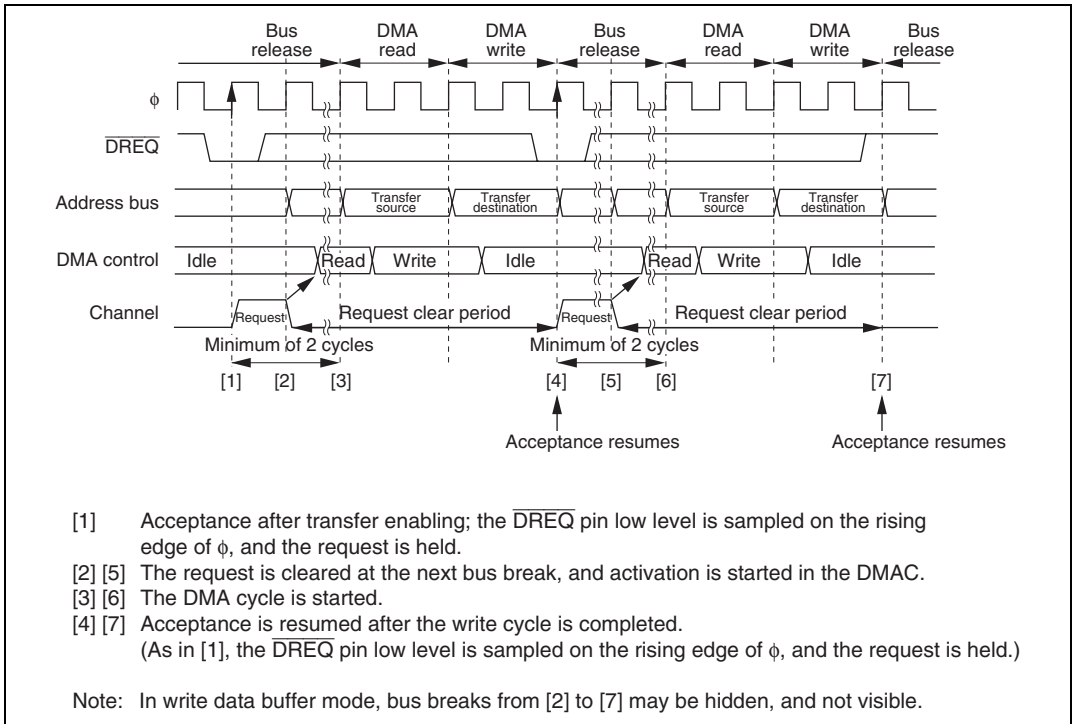 Bus release DMA read DMA write Bus release DMA read DMA write Bus release
φ
DREQ
Address bus Transfer source Transfer destination Transfer source Transfer destination
DMA control Idle Read Write Idle Read Write Idle
Channel Request Request clear period Request Request clear period
Minimum of 2 cycles Minimum of 2 cycles
[1] [2] [3] [4] [5] [6] [7]
Acceptance resumes Acceptance resumes
[1] Acceptance after transfer enabling; the DREQ pin low level is sampled on the rising
edge of φ, and the request is held.
[2] [5] The request is cleared at the next bus break, and activation is started in the DMAC.
[3] [6] The DMA cycle is started.
[4] [7] Acceptance is resumed after the write cycle is completed.
(As in [1], the DREQ pin low level is sampled on the rising edge of φ, and the request is held.)
Note: In write data buffer mode, bus breaks from [2] to [7] may be hidden, and not visible.